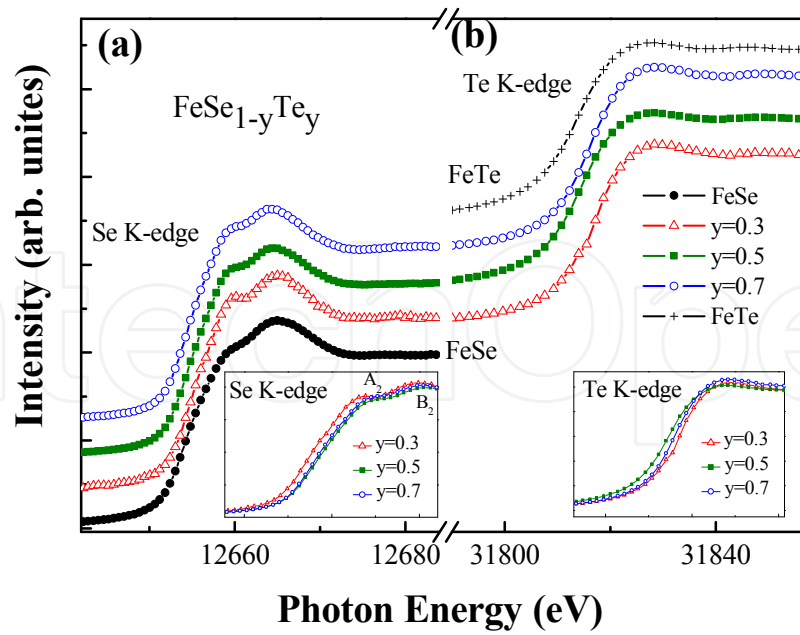 (a)
(b)
Te K-edge
FeSe1-yTey
FeTe
Se K-edge
FeSe
y=0.3
y=0.5
y=0.7
FeTe
FeSe
Se K-edge
A2
B2
y=0.3
y=0.5
y=0.7
Te K-edge
y=0.3
y=0.5
y=0.7
12660
12680
31800
31840
Photon Energy (eV)
Intensity (arb. unites)